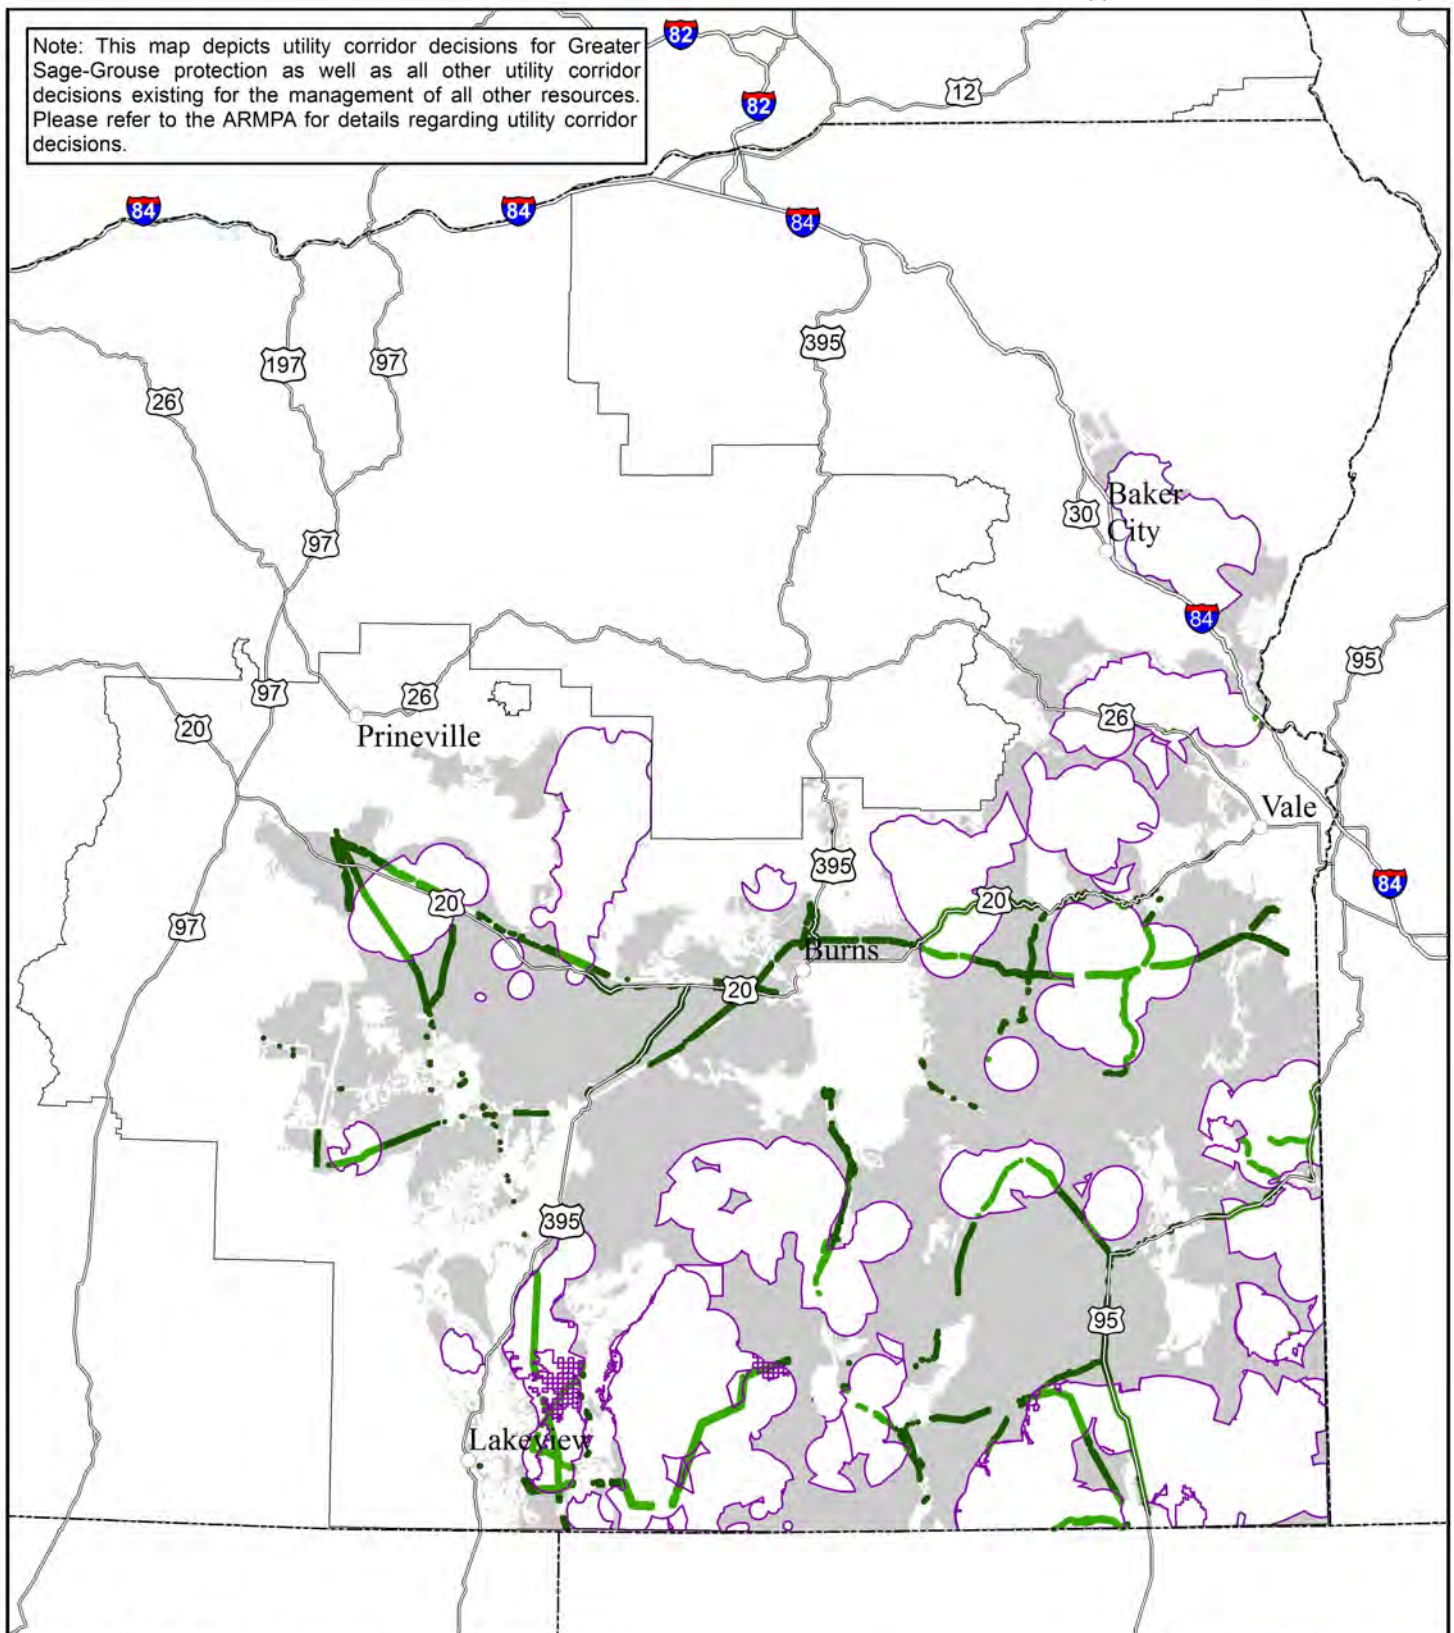 Note: This map depicts utility corridor decisions for Greater
Sage-Grouse protection as well as all other utility corridor
decisions existing for the management of all other resources.
Please refer to the ARMPA for details regarding utility corridor
decisions.
82
82
12
84
84
84
197
97
26
395
97
30
Baker
City
84
95
97
26
20
Prineville
26
Vale
395
84
20
20
97
Burns
20
395
95
Lakeview